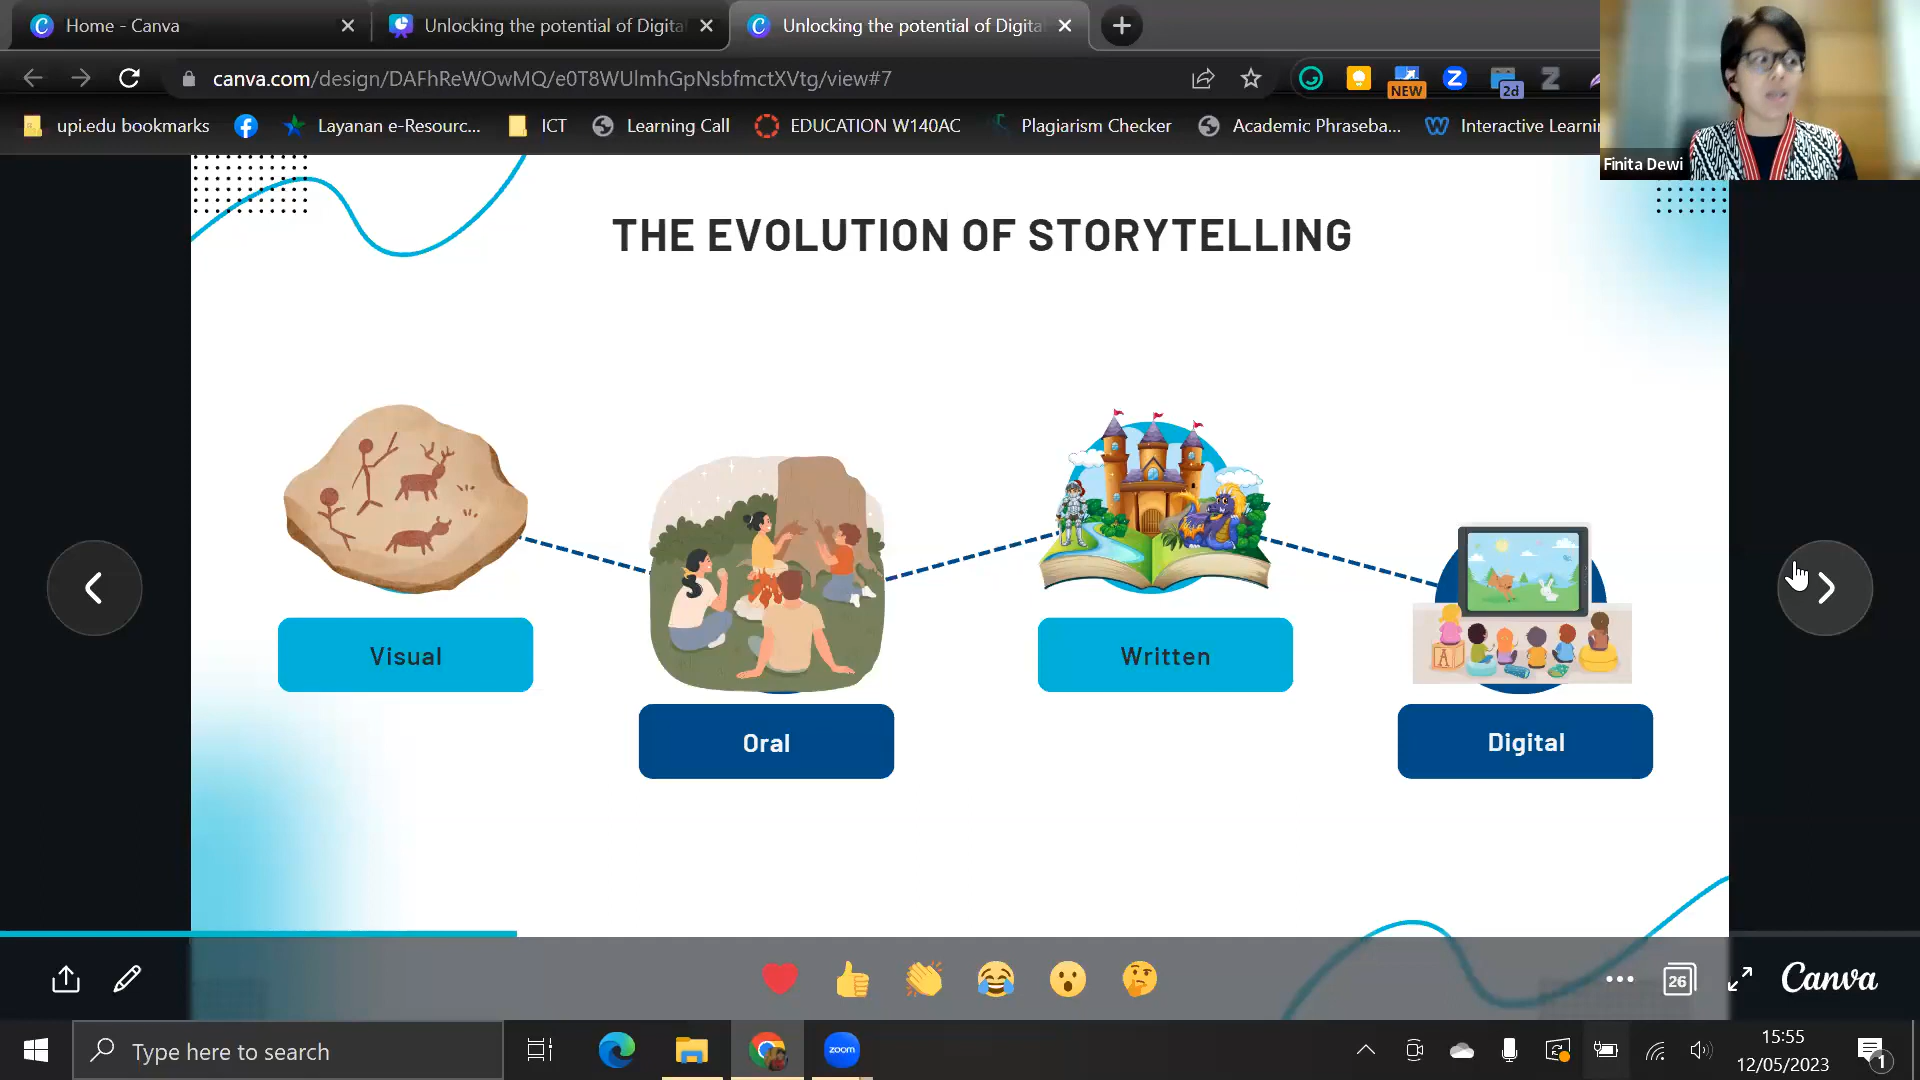 Home - Canva
Unlocking the potential of Digita
Unlocking the potential of Digita
canva.com/design/DAFhReWOwMQ/e0T8WUlmhGpNsbfmctXVtg/view#7
NEW
2d
upi.edu bookmarks
Layanan e-Resourc...
ICT
Learning Call
EDUCATION W140AC
Plagiarism Checker
Academic Phraseba...
Interactive Learni
Finita Dewi
THE EVOLUTION OF STORYTELLING
A
Visual
Written
Oral
Digital
26
Canva
Type here to search
zoom
15:55
12/05/2023
1